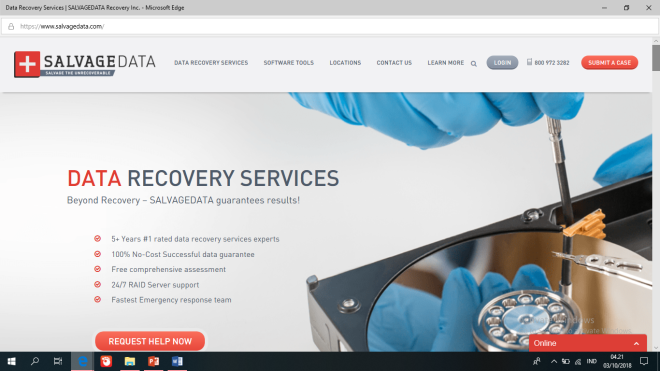 Data Recovery Services | SALVAGEDATA Recovery Inc. - Microsoft Edge
https://www.salvagedata.com/
SALVAGEDATA
SALVAGE THE UNRECOVERABLE
DATA RECOVERY SERVICES SOFTWARE TOOLS LOCATIONS CONTACT US LEARN MORE LOGIN 800 972 3282 SUBMIT A CASE
DATA RECOVERY SERVICES
Beyond Recovery – SALVAGEDATA guarantees results!
5+ Years #1 rated data recovery services experts
100% No-Cost Successful data guarantee
Free comprehensive assessment
24/7 RAID Server support
Fastest Emergency response team
REQUEST HELP NOW
Online
IND
04.21
03/10/2018